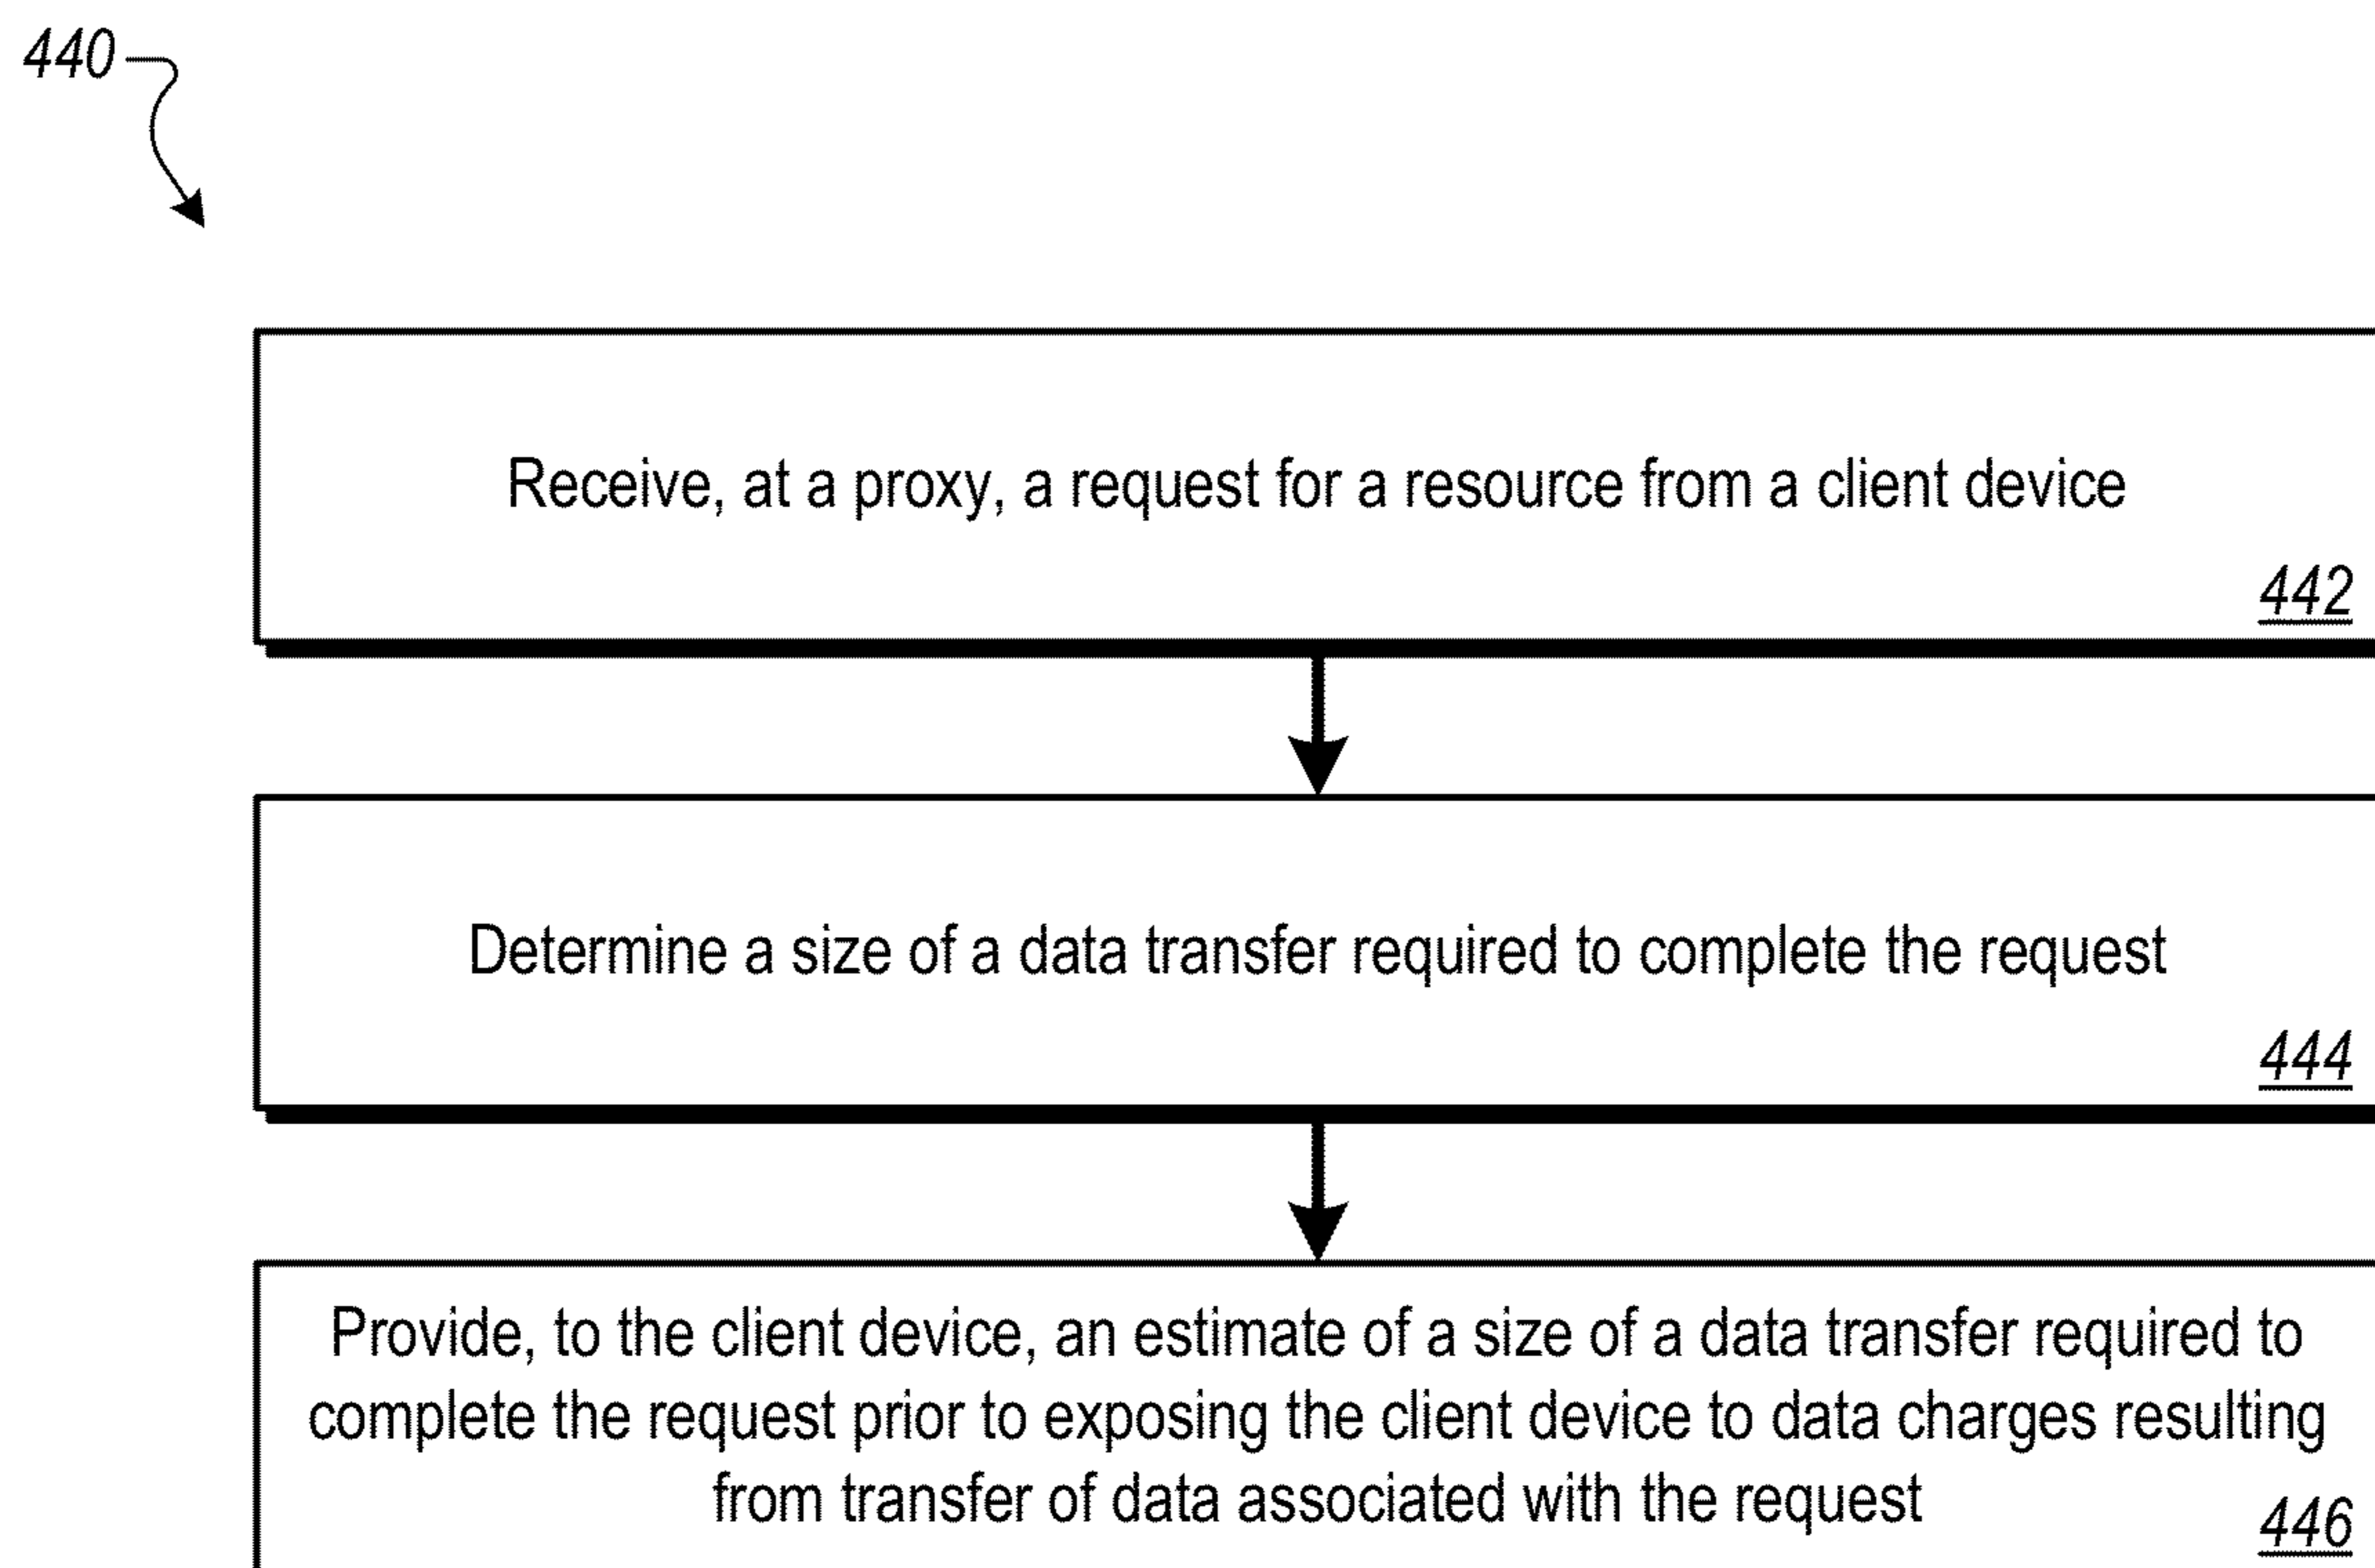 440
Receive, at a proxy, a request for a resource from a client device
442
Determine a size of a data transfer required to complete the request
444
Provide, to the client device, an estimate of a size of a data transfer required to
complete the request prior to exposing the client device to data charges resulting
from transfer of data associated with the request
446